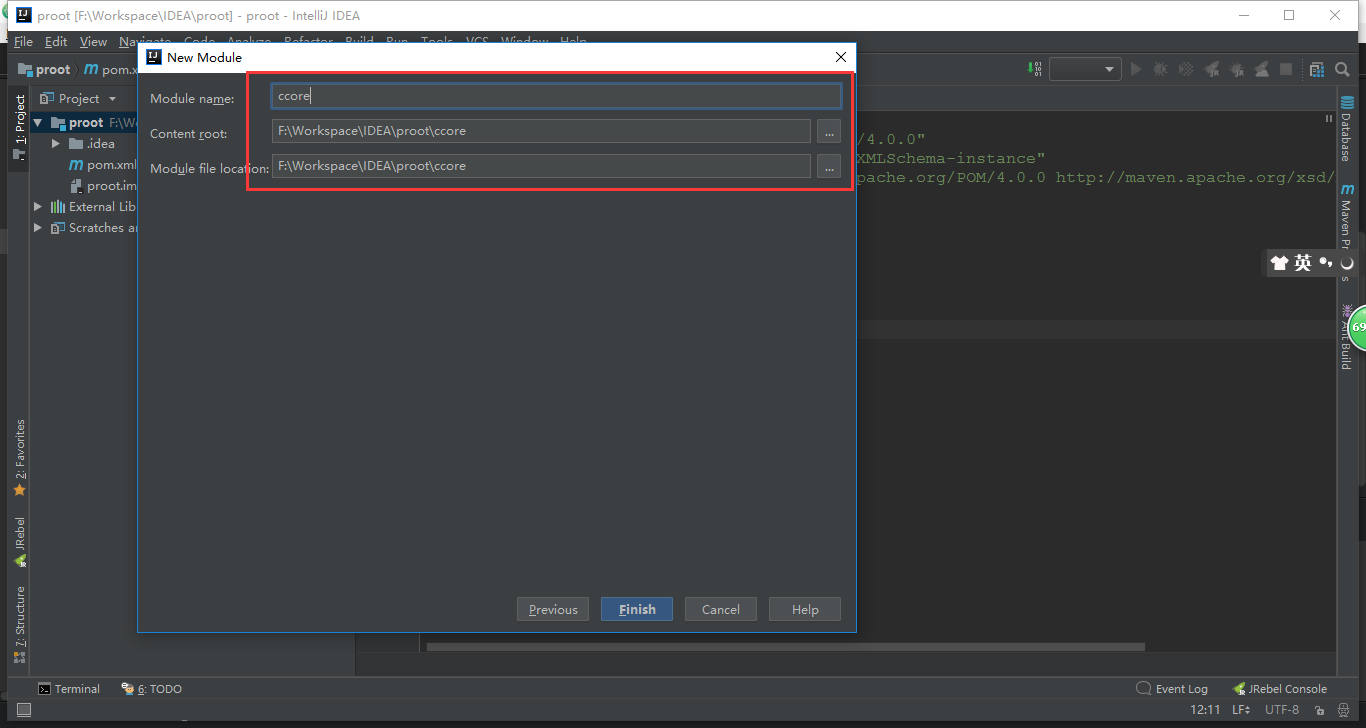 proot [F:\Workspace\IDEA\proot] - proot - IntelliJ IDEA
File Edit View Navigate Code Analyze Refactor Build Run Tools VCS Window Help
proot
pom.x
New Module
Module name:
ccore
Content root:
F:\Workspace\IDEA\proot\ccore
...
Module file location:
F:\Workspace\IDEA\proot\ccore
...
Previous
Finish
Cancel
Help
1: Project
Project
proot F:\Wo
.idea
pom.xml
proot.im
External Lib
Scratches a
/4.0.0"
XMLSchema-instance"
pache.org/POM/4.0.0 http://maven.apache.org/xsd/
Database
Maven Pr
s
Ant Build
英
69
2: Favorites
JRebel
7: Structure
Terminal
6: TODO
Event Log
JRebel Console
12:11
LF
UTF-8